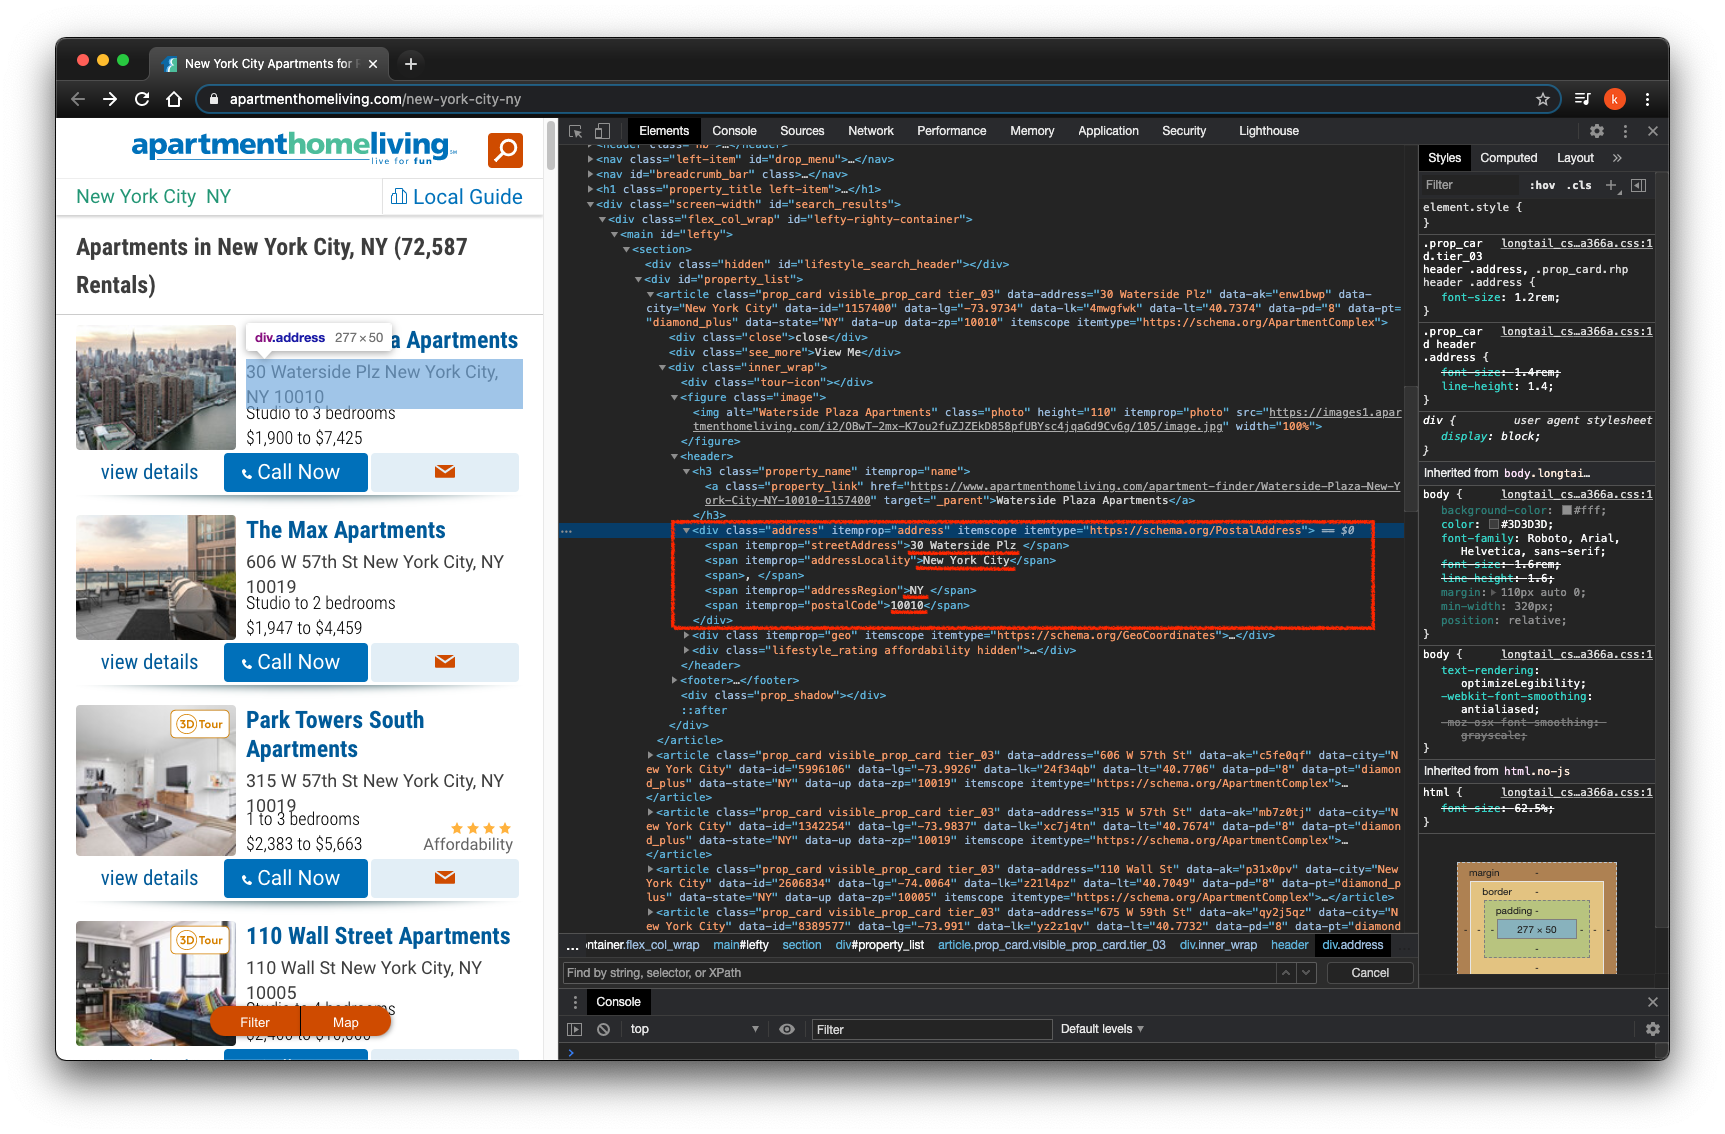 New York City Apartments for
apartmenthomeliving.com/new-york-city-ny
k
apartmenthomeliving
live for fun
New York City NY
Local Guide
Apartments in New York City, NY (72,587
Rentals)
div.address 277 × 50
a Apartments
30 Waterside Plz New York City,
NY 10010
Studio to 3 bedrooms
$1,900 to $7,425
view details
Call Now
The Max Apartments
606 W 57th St New York City, NY
10019
Studio to 2 bedrooms
$1,947 to $4,459
view details
Call Now
3D Tour
Park Towers South
Apartments
315 W 57th St New York City, NY
10019
1 to 3 bedrooms
$2,383 to $5,663
Affordability
view details
Call Now
3D Tour
110 Wall Street Apartments
110 Wall St New York City, NY
10005
Filter
Map
Elements Console Sources Network Performance Memory Application Security Lighthouse
<nav class="left-item" id="drop_menu">…</nav>
<nav id="breadcrumb_bar" class>…</nav>
<h1 class="property_title left-item">…</h1>
<div class="screen-width" id="search_results">
<div class="flex_col_wrap" id="lefty-righty-container">
<main id="lefty">
<section>
<div class="hidden" id="lifestyle_search_header"></div>
<div id="property_list">
<article class="prop_card visible_prop_card tier_03" data-address="30 Waterside Plz" data-ak="enw1bwp" data-
city="New York City" data-id="1157400" data-lg="-73.9734" data-lk="4mwgfwk" data-lt="40.7374" data-pd="8" data-pt=
"diamond_plus" data-state="NY" data-up data-zp="10010" itemscope itemtype="https://schema.org/ApartmentComplex">
<div class="close">close</div>
<div class="see_more">View Me</div>
<div class="inner_wrap">
<div class="tour-icon"></div>
<figure class="image">
<img alt="Waterside Plaza Apartments" class="photo" height="110" itemprop="photo" src="https://images1.apar
tmenthomeliving.com/i2/OBwT-2mx-K7ou2fuZJZEkD858pfUBYsc4jqaGd9Cv6g/105/image.jpg" width="100%">
</figure>
<header>
<h3 class="property_name" itemprop="name">
<a class="property_link" href="https://www.apartmenthomeliving.com/apartment-finder/Waterside-Plaza-New-Y
ork-City-NY-10010-1157400" target="_parent">Waterside Plaza Apartments</a>
</h3>
… <div class="address" itemprop="address" itemscope itemtype="https://schema.org/PostalAddress"> == $0
<span itemprop="streetAddress">30 Waterside Plz </span>
<span itemprop="addressLocality">New York City</span>
<span>, </span>
<span itemprop="addressRegion">NY </span>
<span itemprop="postalCode">10010</span>
</div>
<div class itemprop="geo" itemscope itemtype="https://schema.org/GeoCoordinates">…</div>
<div class="lifestyle_rating affordability hidden">…</div>
</header>
<footer>…</footer>
<div class="prop_shadow"></div>
::after
</div>
</article>
<article class="prop_card visible_prop_card tier_03" data-address="606 W 57th St" data-ak="c5fe0qf" data-city="N
ew York City" data-id="5996106" data-lg="-73.9926" data-lk="24f34qb" data-lt="40.7706" data-pd="8" data-pt="diamon
d_plus" data-state="NY" data-up data-zp="10019" itemscope itemtype="https://schema.org/ApartmentComplex">…
</article>
<article class="prop_card visible_prop_card tier_03" data-address="315 W 57th St" data-ak="mb7z0tj" data-city="N
ew York City" data-id="1342254" data-lg="-73.9837" data-lk="xc7j4tn" data-lt="40.7674" data-pd="8" data-pt="diamon
d_plus" data-state="NY" data-up data-zp="10019" itemscope itemtype="https://schema.org/ApartmentComplex">…
</article>
<article class="prop_card visible_prop_card tier_03" data-address="110 Wall St" data-ak="p31x0pv" data-city="New
York City" data-id="2606834" data-lg="-74.0064" data-lk="z21l4pz" data-lt="40.7049" data-pd="8" data-pt="diamond_p
lus" data-state="NY" data-up data-zp="10005" itemscope itemtype="https://schema.org/ApartmentComplex">…</article>
<article class="prop_card visible_prop_card tier_03" data-address="675 W 59th St" data-ak="qy2j5qz" data-city="N
ew York City" data-id="8389577" data-lg="-73.991" data-lk="yz2z1qv" data-lt="40.7732" data-pd="8" data-pt="diamond
... ontainer.flex_col_wrap main#lefty section div#property_list article.prop_card.visible_prop_card.tier_03 div.inner_wrap header div.address
Find by string, selector, or XPath
Cancel
Console
top
Filter
Default levels
Styles Computed Layout »
Filter :hov .cls
element.style {
}
.prop_car longtail_cs…a366a.css:1
d.tier_03
header .address, .prop_card.rhp
header .address {
font-size: 1.2rem;
}
.prop_car longtail_cs…a366a.css:1
d header
.address {
font-size: 1.4rem;
line-height: 1.4;
}
div { user agent stylesheet
display: block;
}
Inherited from body.longtai…
body { longtail_cs…a366a.css:1
background-color: #fff;
color: #3D3D3D;
font-family: Roboto, Arial,
Helvetica, sans-serif;
font-size: 1.6rem;
line-height: 1.6;
margin: 110px auto 0;
min-width: 320px;
position: relative;
}
body { longtail_cs…a366a.css:1
text-rendering:
optimizeLegibility;
-webkit-font-smoothing:
antialiased;
-moz-osx-font-smoothing:
grayscale;
}
Inherited from html.no-js
html { longtail_cs…a366a.css:1
font-size: 62.5%;
}
margin -
border -
padding -
277 × 50